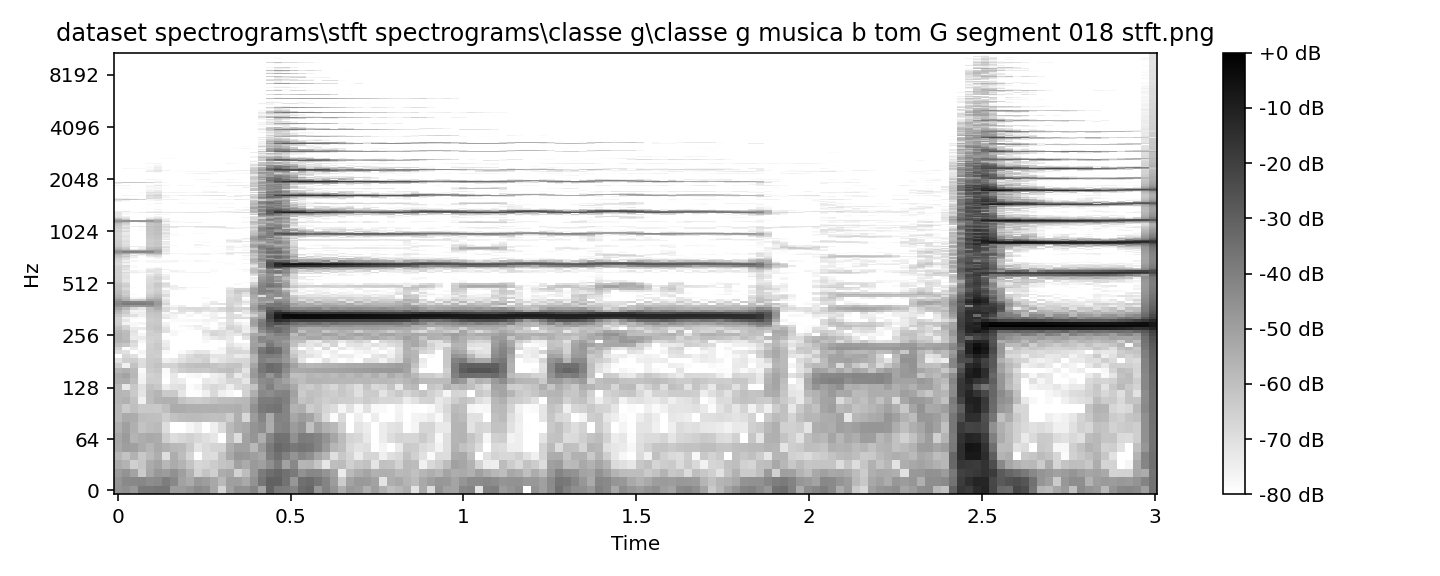 dataset spectrograms\stft spectrograms\classe g\classe g musica b tom G segment 018 stft.png
8192
4096
2048
1024
512
256
128
64
0
Hz
0
0.5
1
1.5
2
2.5
3
Time
+0 dB
-10 dB
-20 dB
-30 dB
-40 dB
-50 dB
-60 dB
-70 dB
-80 dB